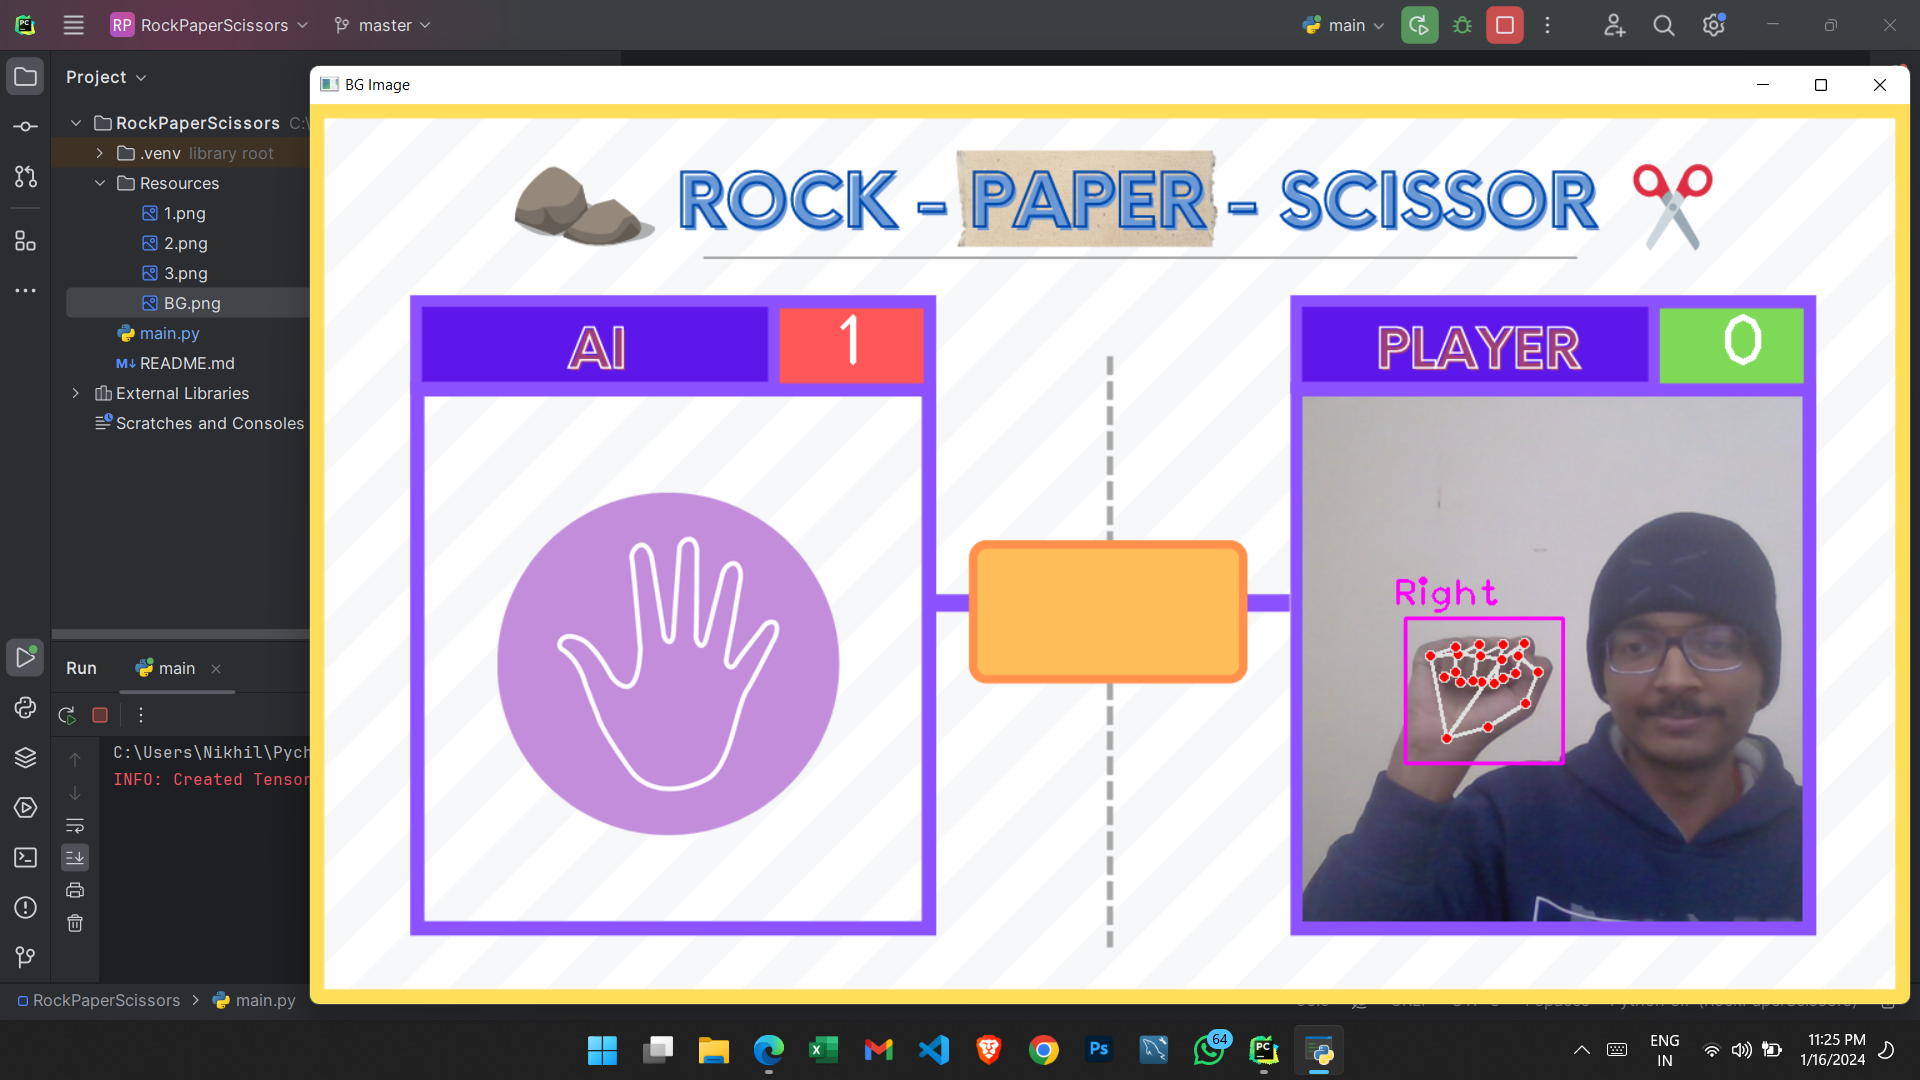 RP RockPaperScissors
master
main
Project
BG Image
RockPaperScissors C:\
.venv library root
Resources
1.png
2.png
3.png
BG.png
main.py
M↓ README.md
External Libraries
Scratches and Consoles
ROCK - PAPER - SCISSOR
AI
1
PLAYER
0
Right
Run
main
C:\Users\Nikhil\Pych
INFO: Created Tensor
RockPaperScissors > main.py
PC
Ps
64
PC
ENG
IN
11:25 PM
1/16/2024